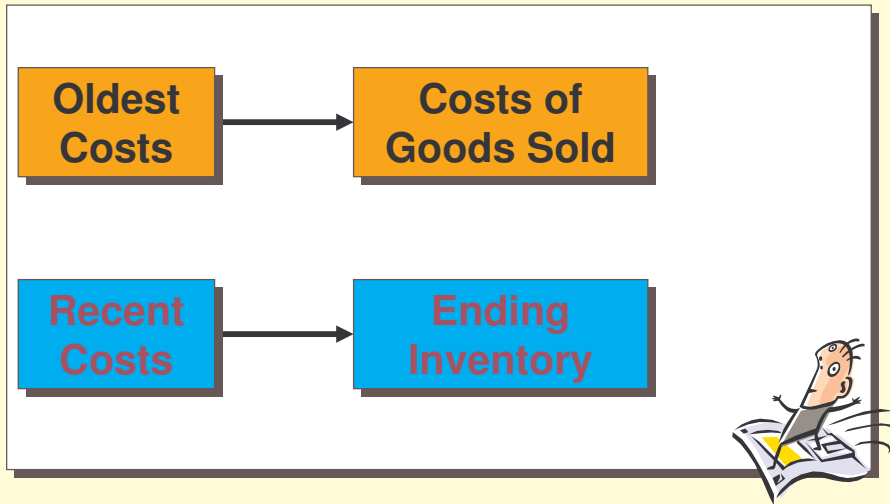 Oldest
Costs
Costs of
Goods Sold
Recent
Costs
Ending
Inventory